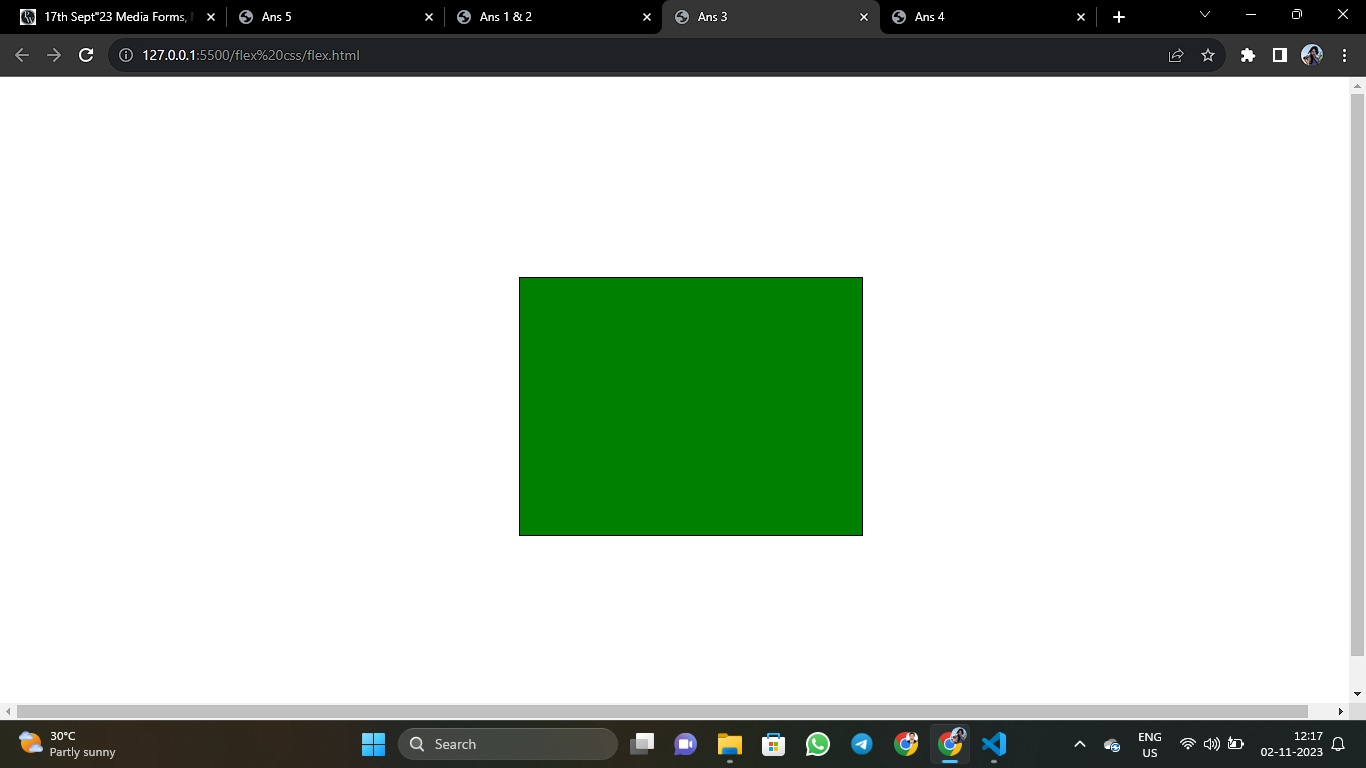 17th Sept"23 Media Forms,
Ans 5
Ans 1 & 2
Ans 3
Ans 4
127.0.0.1:5500/flex%20css/flex.html
30°C
Partly sunny
Search
ENG
US
12:17
02-11-2023